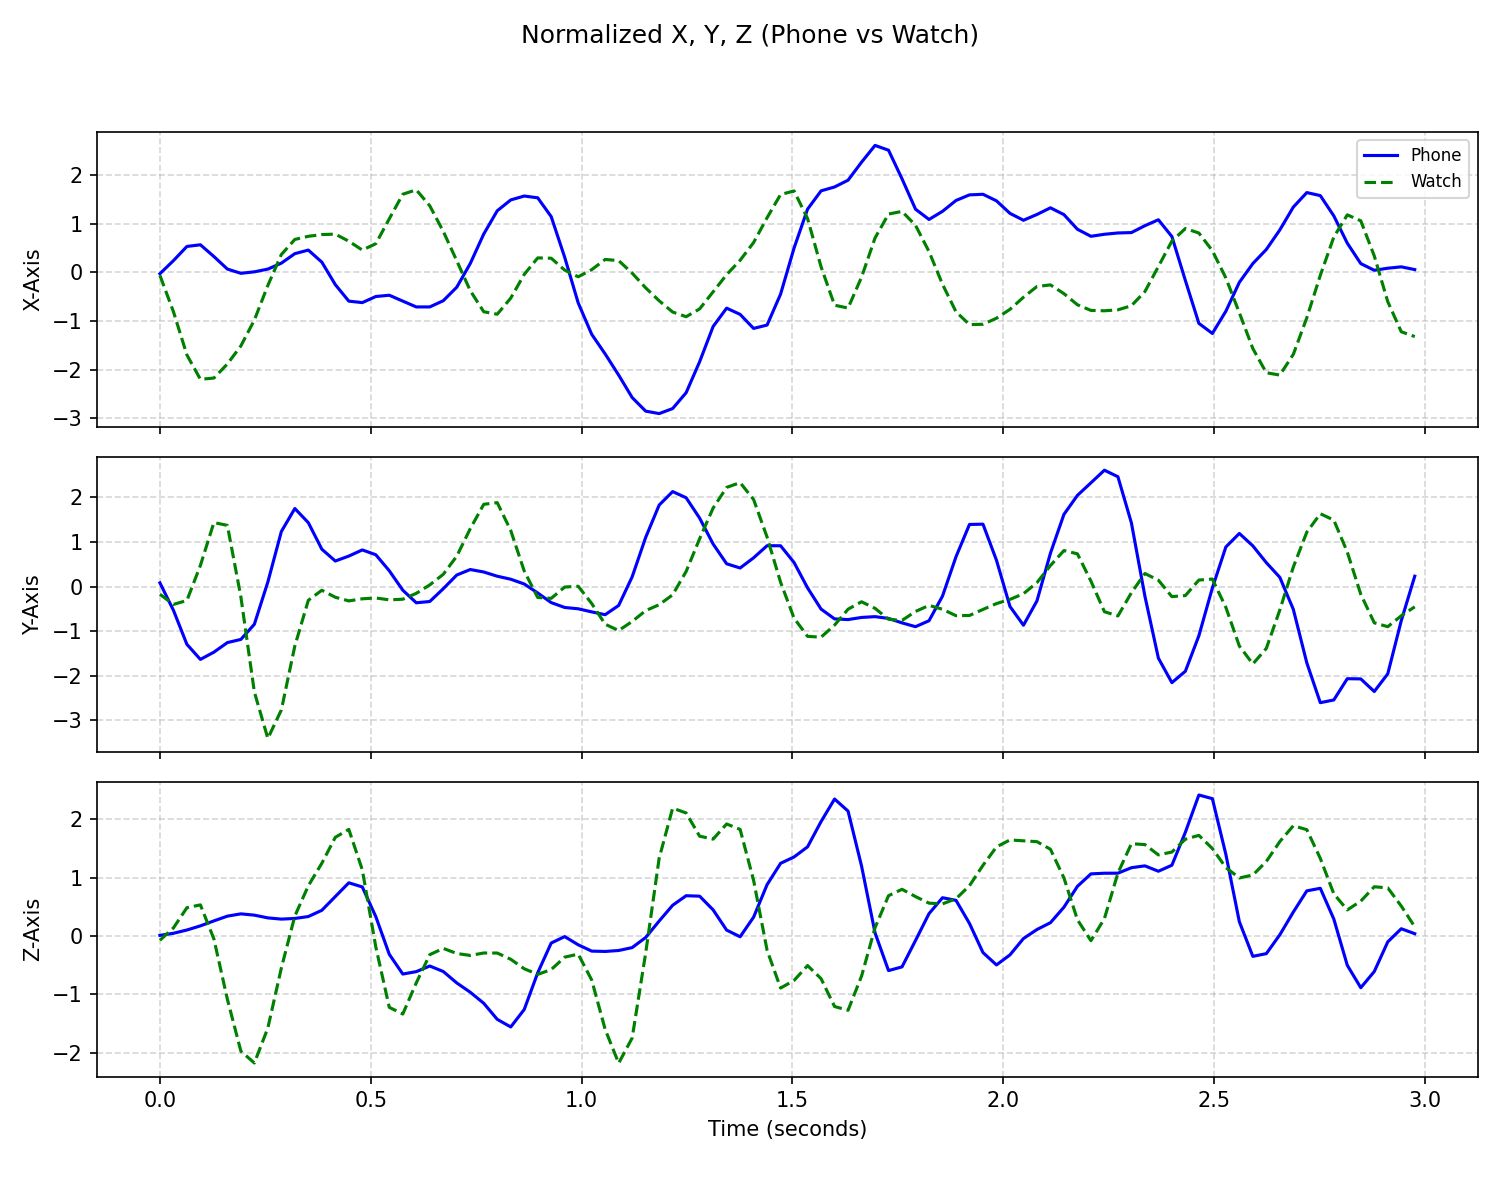 Normalized X, Y, Z (Phone vs Watch)
Phone
Watch
X-Axis
2
1
0
−1
−2
−3
Y-Axis
2
1
0
−1
−2
−3
Z-Axis
2
1
0
−1
−2
0.0 0.5 1.0 1.5 2.0 2.5 3.0
Time (seconds)